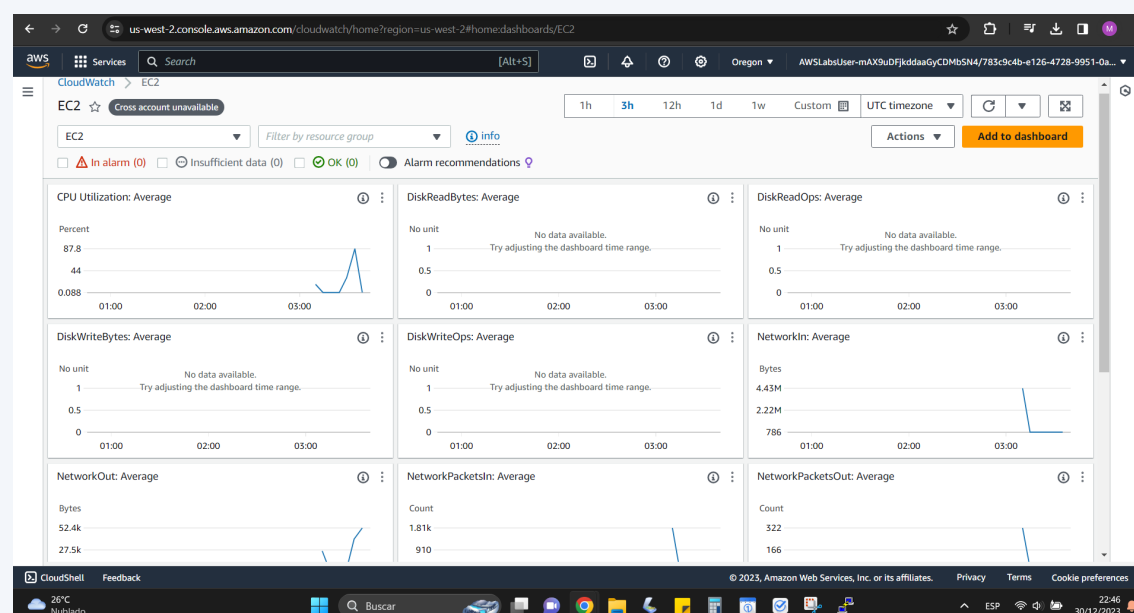 us-west-2.console.aws.amazon.com/cloudwatch/home?region=us-west-2#home:dashboards/EC2
M
aws Services Search [Alt+S] Oregon AWSLabsUser-mAX9uDFjkddaaGyCDMbSN4/783c9c4b-e126-4728-9951-0a...
CloudWatch > EC2
EC2 Cross account unavailable 1h 3h 12h 1d 1w Custom UTC timezone
EC2 Filter by resource group info Actions Add to dashboard
In alarm (0) Insufficient data (0) OK (0) Alarm recommendations
CPU Utilization: Average
Percent
87.8
44
0.088
01:00 02:00 03:00
DiskReadBytes: Average
No unit
No data available.
Try adjusting the dashboard time range.
1
0.5
0
01:00 02:00 03:00
DiskReadOps: Average
No unit
No data available.
Try adjusting the dashboard time range.
1
0.5
0
01:00 02:00 03:00
DiskWriteBytes: Average
No unit
No data available.
Try adjusting the dashboard time range.
1
0.5
0
01:00 02:00 03:00
DiskWriteOps: Average
No unit
No data available.
Try adjusting the dashboard time range.
1
0.5
0
01:00 02:00 03:00
NetworkIn: Average
Bytes
4.43M
2.22M
786
01:00 02:00 03:00
NetworkOut: Average
Bytes
52.4k
27.5k
NetworkPacketsIn: Average
Count
1.81k
910
NetworkPacketsOut: Average
Count
322
166
CloudShell Feedback © 2023, Amazon Web Services, Inc. or its affiliates. Privacy Terms Cookie preferences
26°C
Nublado
Buscar
ESP
22:46
30/12/2023